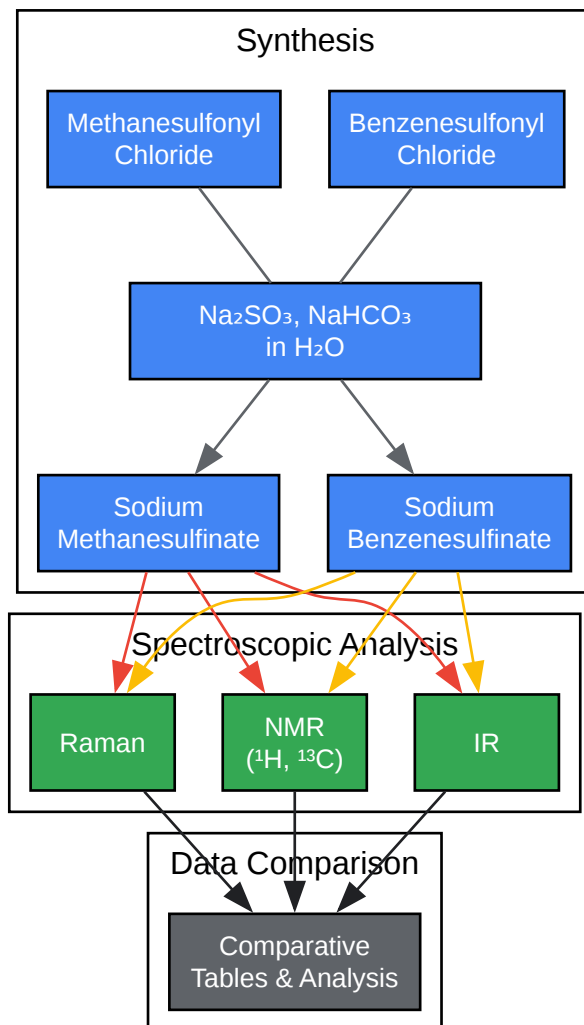 Synthesis
Methanesulfonyl
Chloride
Benzenesulfonyl
Chloride
Na₂SO₃, NaHCO₃
in H₂O
Sodium
Methanesulfinate
Sodium
Benzenesulfinate
Spectroscopic Analysis
Raman
NMR
(¹H, ¹³C)
IR
Data Comparison
Comparative
Tables & Analysis